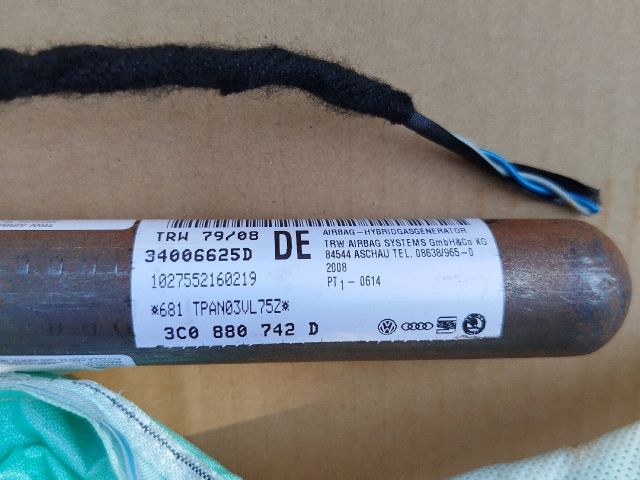 TRW 79/08
34006625D
1027552160219
*681 TPAN03VL75Z*
3C0 880 742 D
DE
AIRBAG-HYBRIDGASGENERATOR
TRW AIRBAG SYSTEMS GmbH&Co KG
84544 ASCHAU TEL. 08638/965-0
2008
PT1-0614